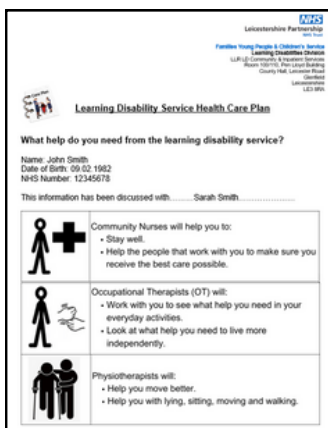 NHS
Leicestershire Partnership
NHS Trust
Families Young People & Children's Service
Learning Disabilities Division
LLR LD Community & Inpatient Services
Room 100/110, Pen Lloyd Building
County Hall, Leicester Road
Glenfield
Leicestershire
LE3 8RA
Learning Disability Service Health Care Plan
What help do you need from the learning disability service?
Name: John Smith
Date of Birth: 09.02.1982
NHS Number: 12345678
This information has been discussed with........Sarah Smith........................
Community Nurses will help you to:
• Stay well.
• Help the people that work with you to make sure you
receive the best care possible.
Occupational Therapists (OT) will:
• Work with you to see what help you need in your
everyday activities.
• Look at what help you need to live more
independently.
Physiotherapists will:
• Help you move better.
• Help you with lying, sitting, moving and walking.